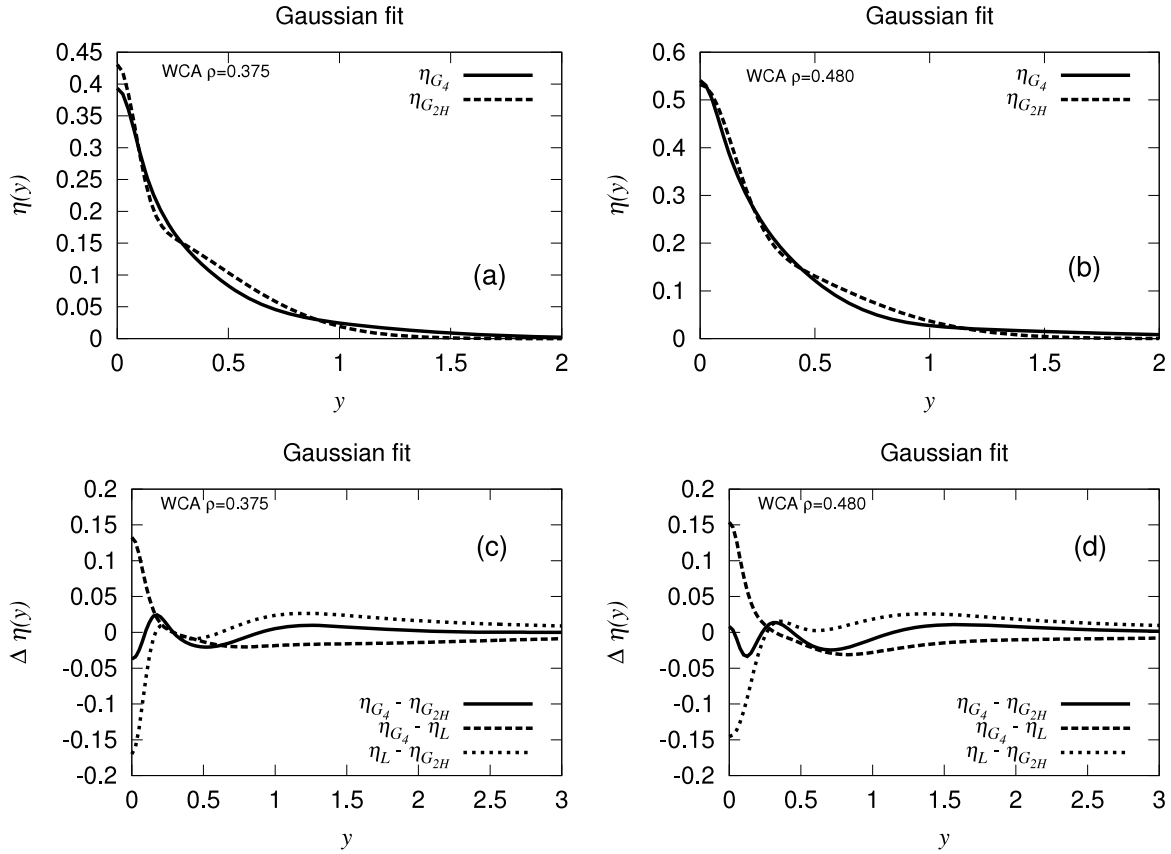 Gaussian fit
0.45
0.4
0.35
0.3
0.25
0.2
0.15
0.1
0.05
0
η(y)
WCA ρ=0.375
η_{G_4}
η_{G_{2H}}
(a)
0 0.5 1 1.5 2
y
Gaussian fit
0.6
0.5
0.4
0.3
0.2
0.1
0
η(y)
WCA ρ=0.480
η_{G_4}
η_{G_{2H}}
(b)
0 0.5 1 1.5 2
y
Gaussian fit
0.2
0.15
0.1
0.05
0
-0.05
-0.1
-0.15
-0.2
Δ η(y)
WCA ρ=0.375
(c)
η_{G_4} - η_{G_{2H}}
η_{G_4} - η_L
η_L - η_{G_{2H}}
0 0.5 1 1.5 2 2.5 3
y
Gaussian fit
0.2
0.15
0.1
0.05
0
-0.05
-0.1
-0.15
-0.2
Δ η(y)
WCA ρ=0.480
(d)
η_{G_4} - η_{G_{2H}}
η_{G_4} - η_L
η_L - η_{G_{2H}}
0 0.5 1 1.5 2 2.5 3
y